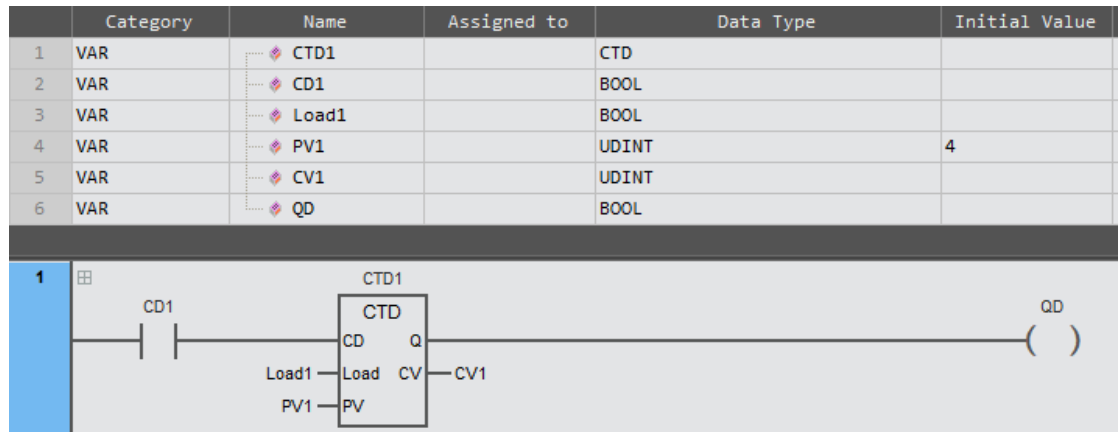 Category Name Assigned to Data Type Initial Value
1 VAR CTD1 CTD
2 VAR CD1 BOOL
3 VAR Load1 BOOL
4 VAR PV1 UDINT 4
5 VAR CV1 UDINT
6 VAR QD BOOL
1 CTD1
CD1 CTD QD
CD Q
Load1 Load CV CV1
PV1 PV